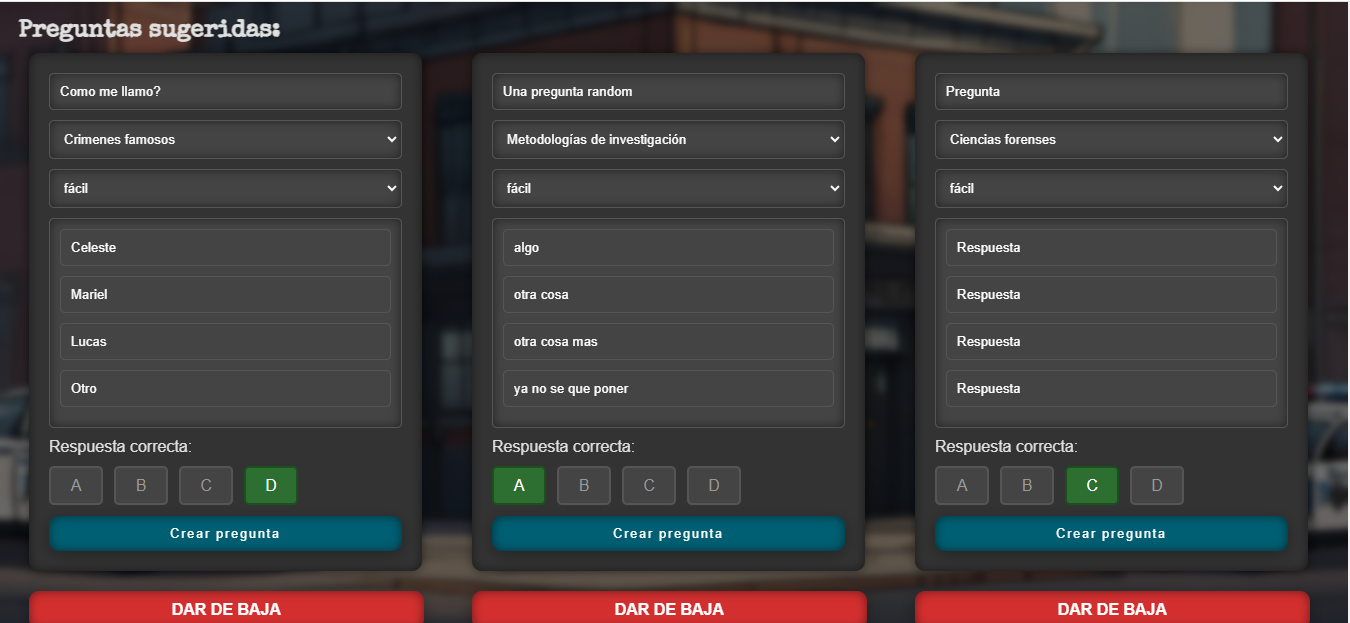 Preguntas sugeridas:
Como me llamo?
Crimenes famosos
fácil
Celeste
Mariel
Lucas
Otro
Respuesta correcta:
A B C D
Crear pregunta
DAR DE BAJA
Una pregunta random
Metodologías de investigación
fácil
algo
otra cosa
otra cosa mas
ya no se que poner
Respuesta correcta:
A B C D
Crear pregunta
DAR DE BAJA
Pregunta
Ciencias forenses
fácil
Respuesta
Respuesta
Respuesta
Respuesta
Respuesta correcta:
A B C D
Crear pregunta
DAR DE BAJA